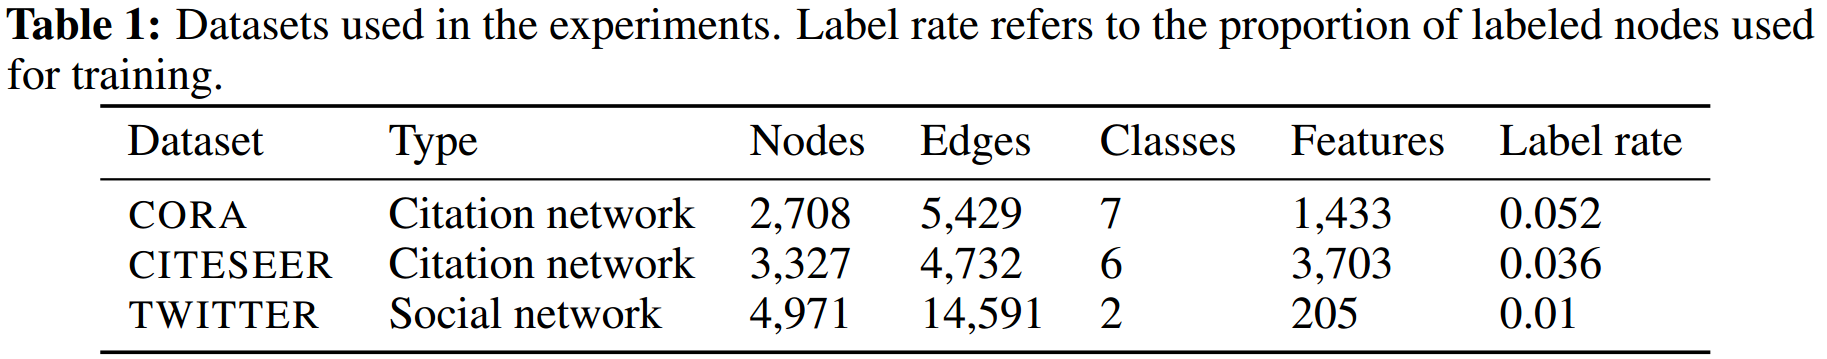 Table 1: Datasets used in the experiments. Label rate refers to the proportion of labeled nodes used
for training.
Dataset Type Nodes Edges Classes Features Label rate
CORA Citation network 2,708 5,429 7 1,433 0.052
CITESEER Citation network 3,327 4,732 6 3,703 0.036
TWITTER Social network 4,971 14,591 2 205 0.01